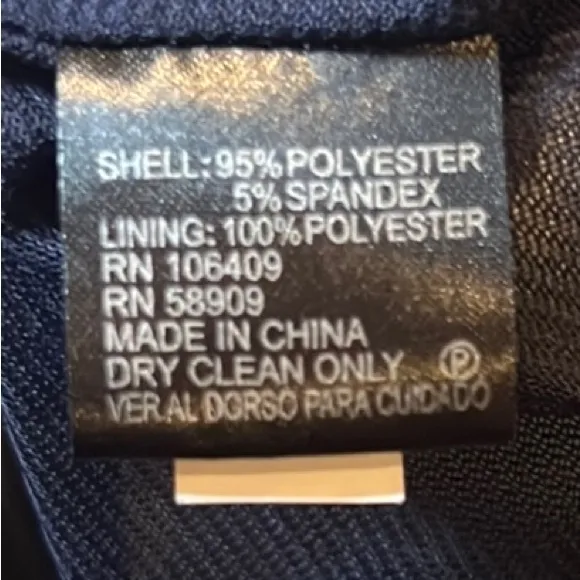 SHELL: 95% POLYESTER
5% SPANDEX
LINING: 100% POLYESTER
RN 106409
RN 58909
MADE IN CHINA
DRY CLEAN ONLY Ⓟ
VER AL DORSO PARA CUIDADO